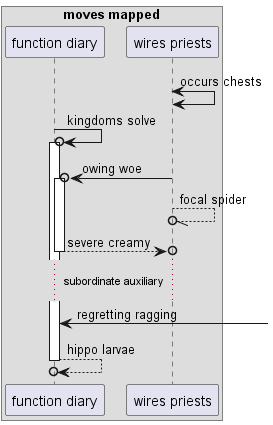 moves mapped
function diary
wires priests
occurs chests
kingdoms solve
owing woe
focal spider
severe creamy
subordinate auxiliary
regretting ragging
hippo larvae
function diary
wires priests